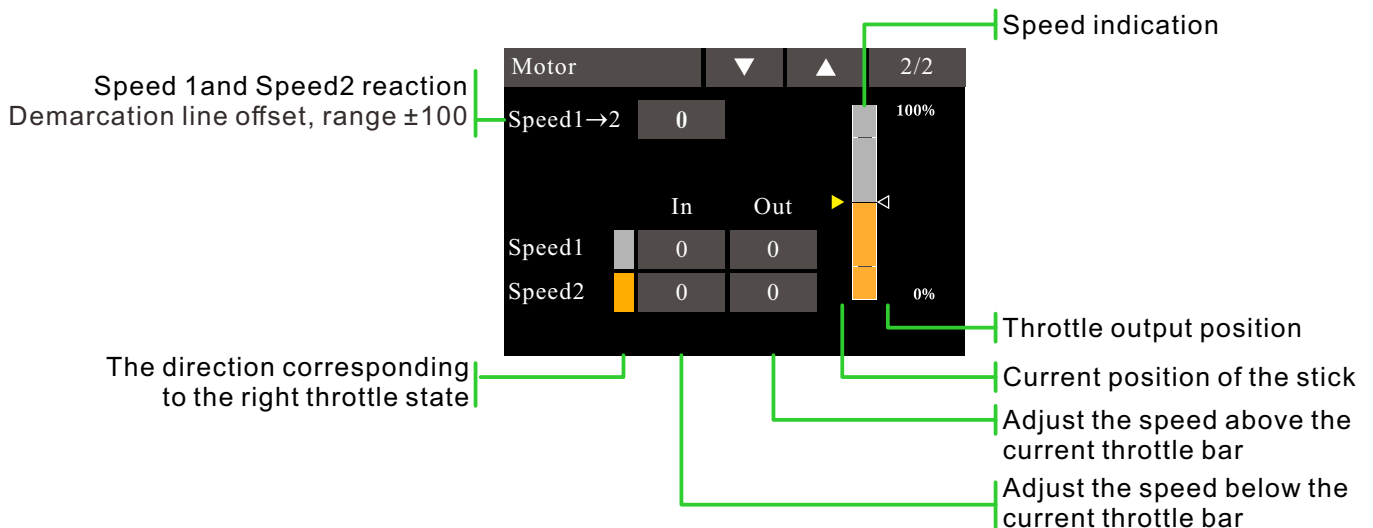 Speed indication
Motor ▼ ▲ 2/2
Speed 1and Speed2 reaction
Demarcation line offset, range ±100
Speed1→2 0
100%
In Out
Speed1 0 0
Speed2 0 0
0%
Throttle output position
The direction corresponding
to the right throttle state
Current position of the stick
Adjust the speed above the
current throttle bar
Adjust the speed below the
current throttle bar